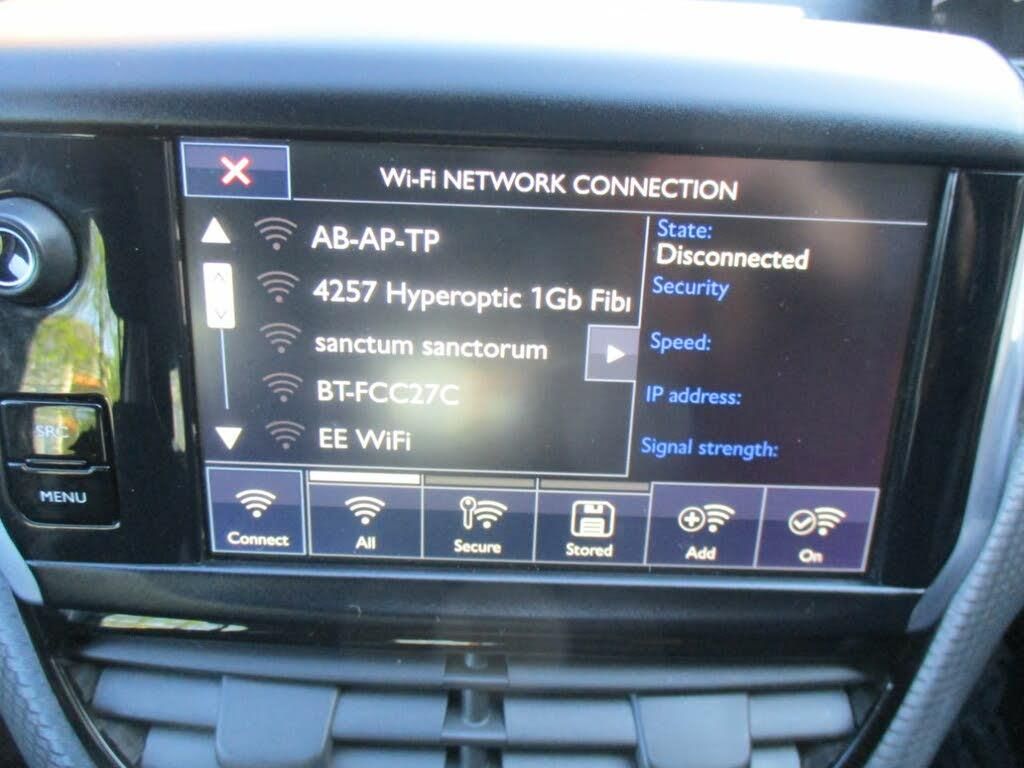 Wi-Fi NETWORK CONNECTION
AB-AP-TP
4257 Hyperoptic 1Gb Fibr
sanctum sanctorum
BT-FCC27C
EE WiFi
State:
Disconnected
Security
Speed:
IP address:
Signal strength:
SRC
MENU
Connect
All
Secure
Stored
Add
On